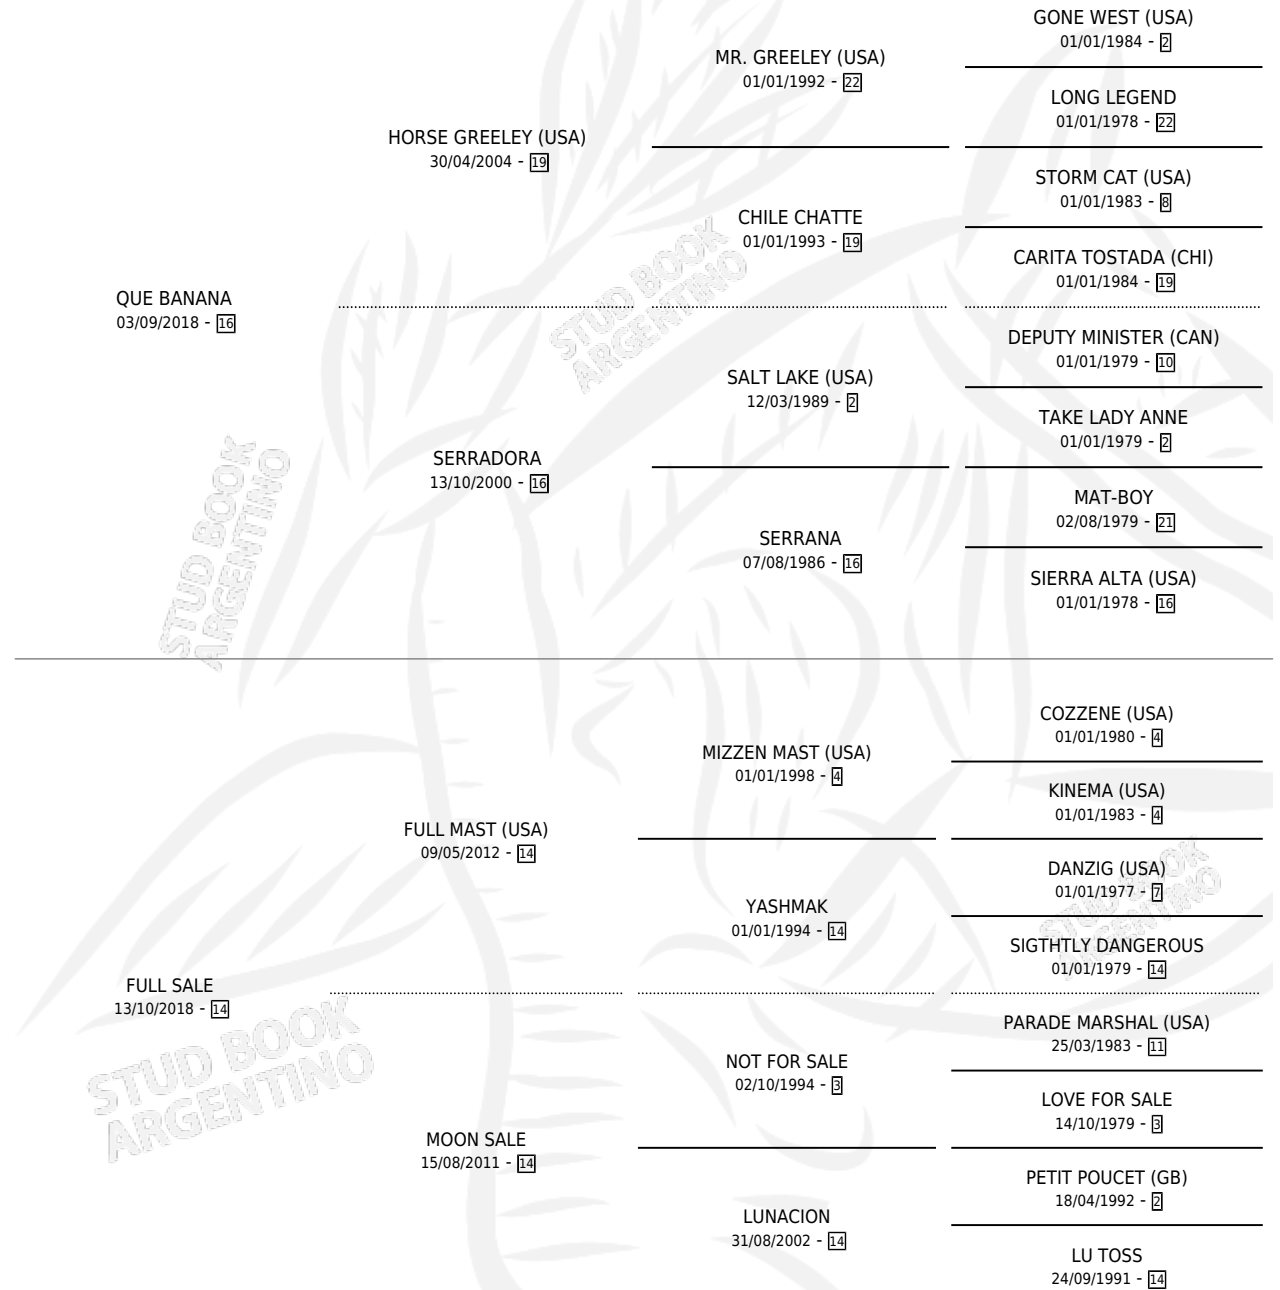 GONE WEST (USA)
01/01/1984 - 2
MR. GREELEY (USA)
01/01/1992 - 22
LONG LEGEND
01/01/1978 - 22
HORSE GREELEY (USA)
30/04/2004 - 19
STORM CAT (USA)
01/01/1983 - 8
CHILE CHATTE
01/01/1993 - 19
CARITA TOSTADA (CHI)
01/01/1984 - 19
QUE BANANA
03/09/2018 - 16
STUD BOOK
ARGENTINO
DEPUTY MINISTER (CAN)
01/01/1979 - 10
SALT LAKE (USA)
12/03/1989 - 2
TAKE LADY ANNE
01/01/1979 - 2
SERRADORA
13/10/2000 - 16
MAT-BOY
02/08/1979 - 21
SERRANA
07/08/1986 - 16
SIERRA ALTA (USA)
01/01/1978 - 16
STUD BOOK
ARGENTINO
COZZENE (USA)
01/01/1980 - 4
MIZZEN MAST (USA)
01/01/1998 - 4
KINEMA (USA)
01/01/1983 - 4
FULL MAST (USA)
09/05/2012 - 14
DANZIG (USA)
01/01/1977 - 7
YASHMAK
01/01/1994 - 14
STUD BOOK
ARGENTINO
SIGTHTLY DANGEROUS
01/01/1979 - 14
FULL SALE
13/10/2018 - 14
STUD BOOK
ARGENTINO
PARADE MARSHAL (USA)
25/03/1983 - 11
NOT FOR SALE
02/10/1994 - 3
LOVE FOR SALE
14/10/1979 - 3
MOON SALE
15/08/2011 - 14
PETIT POUCET (GB)
18/04/1992 - 2
LUNACION
31/08/2002 - 14
LU TOSS
24/09/1991 - 14